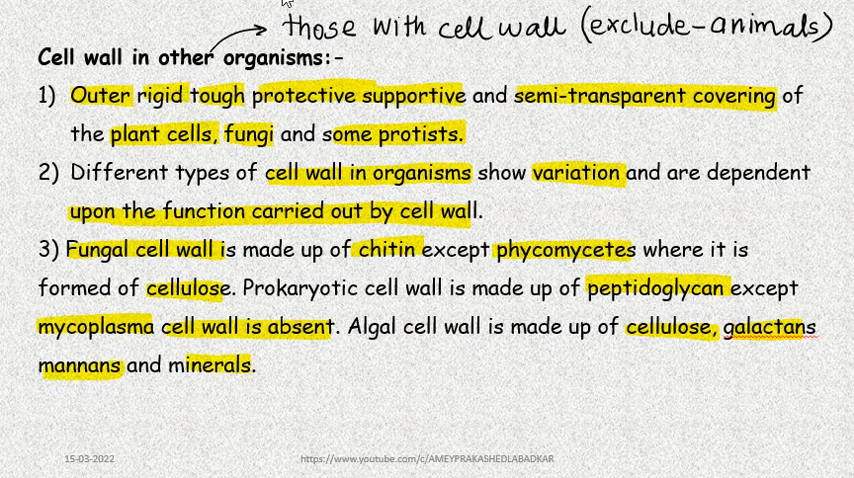 those with cell wall (exclude-animals)
Cell wall in other organisms:-
1) Outer rigid tough protective supportive and semi-transparent covering of
the plant cells, fungi and some protists.
2) Different types of cell wall in organisms show variation and are dependent
upon the function carried out by cell wall.
3) Fungal cell wall is made up of chitin except phycomycetes where it is
formed of cellulose. Prokaryotic cell wall is made up of peptidoglycan except
mycoplasma cell wall is absent. Algal cell wall is made up of cellulose, galactans
mannans and minerals.
15-03-2022 https://www.youtube.com/c/AMEYPRAKASHEDLABADKAR